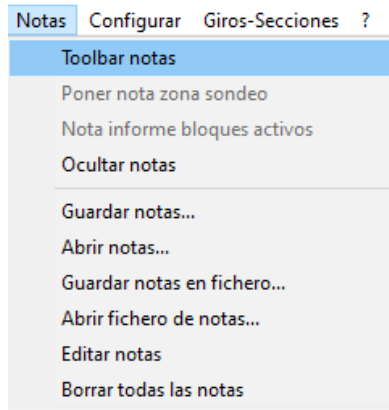 Notas Configurar Giros-Secciones ?
Toolbar notas
Poner nota zona sondeo
Nota informe bloques activos
Ocultar notas
Guardar notas...
Abrir notas...
Guardar notas en fichero...
Abrir fichero de notas...
Editar notas
Borrar todas las notas